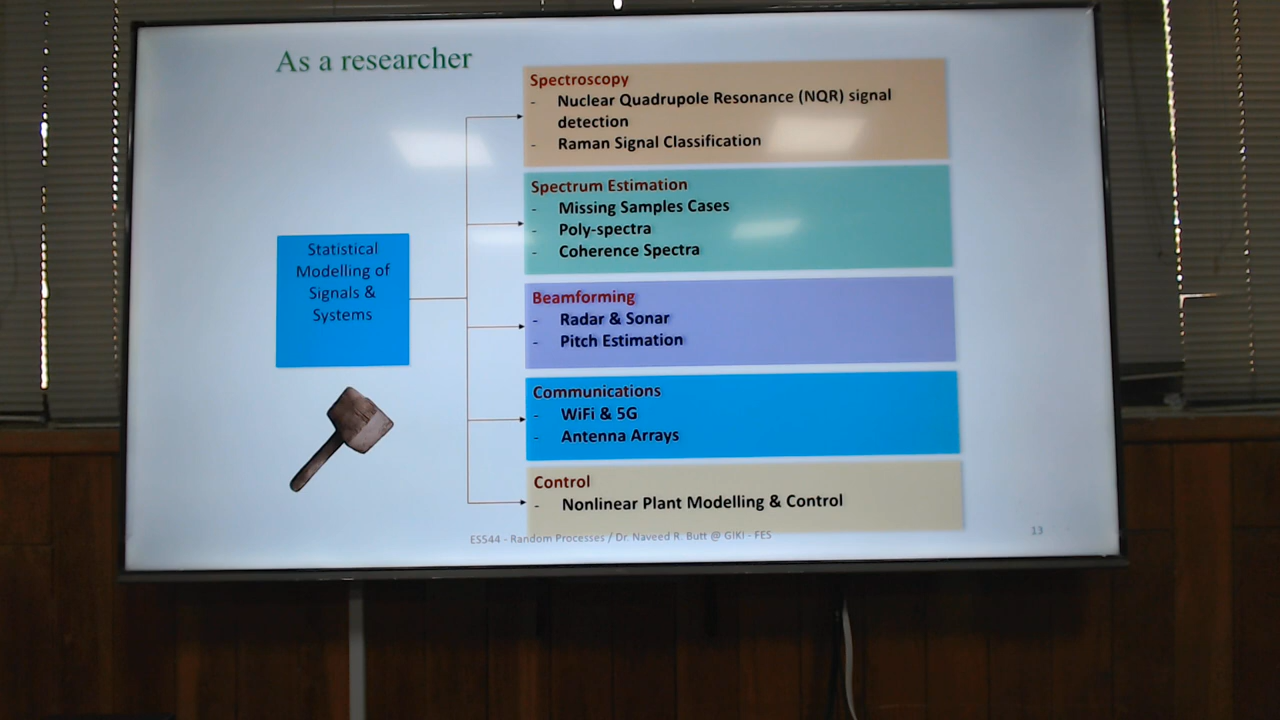 As a researcher
Statistical
Modelling of
Signals &
Systems
Spectroscopy
- Nuclear Quadrupole Resonance (NQR) signal
detection
- Raman Signal Classification
Spectrum Estimation
- Missing Samples Cases
- Poly-spectra
- Coherence Spectra
Beamforming
- Radar & Sonar
- Pitch Estimation
Communications
- WiFi & 5G
- Antenna Arrays
Control
- Nonlinear Plant Modelling & Control
ES544 - Random Processes / Dr. Naveed R. Butt @ GIKI - FES
13